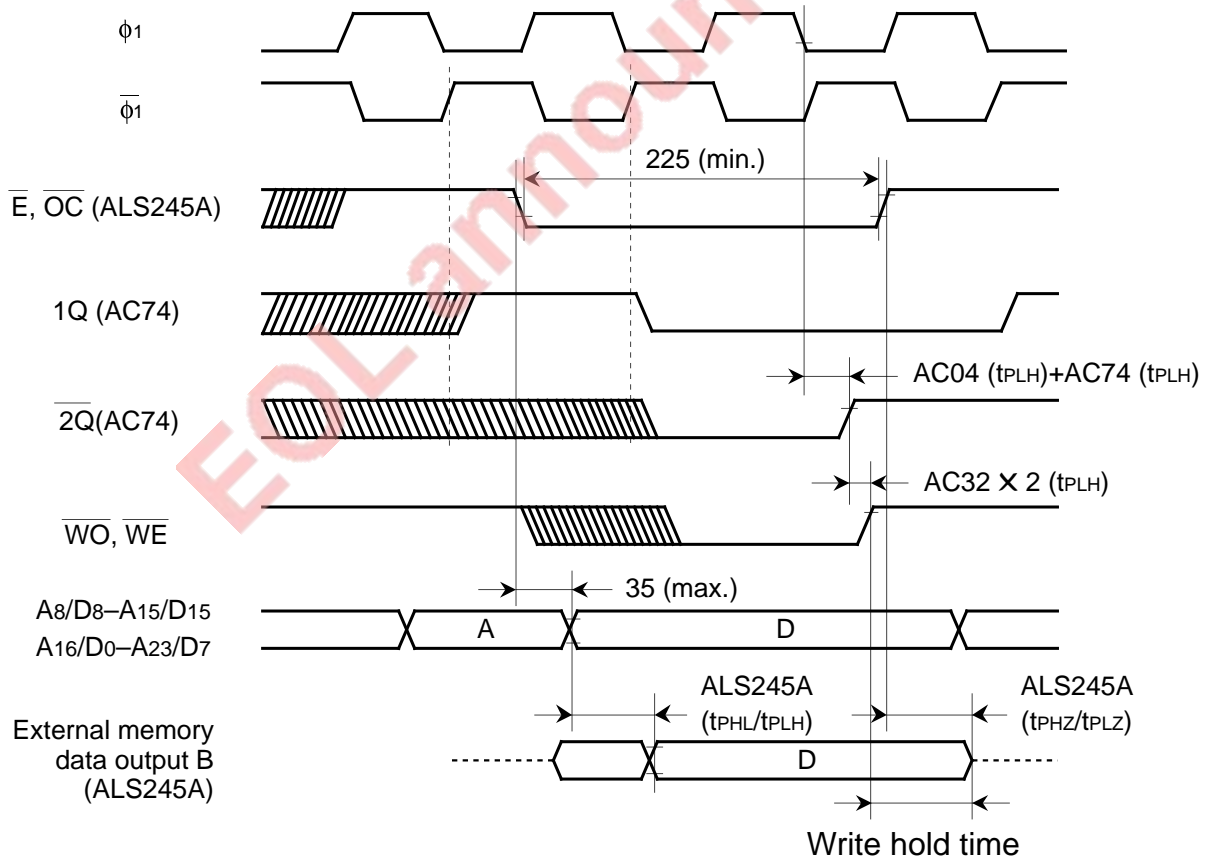 ϕ1
ϕ1
225 (min.)
E, OC (ALS245A)
1Q (AC74)
AC04 (tPLH)+AC74 (tPLH)
2Q(AC74)
AC32 X 2 (tPLH)
WO, WE
35 (max.)
A8/D8–A15/D15
A16/D0–A23/D7
A
D
ALS245A
(tPHL/tPLH)
ALS245A
(tPHZ/tPLZ)
External memory
data output B
(ALS245A)
D
Write hold time
EOL announ